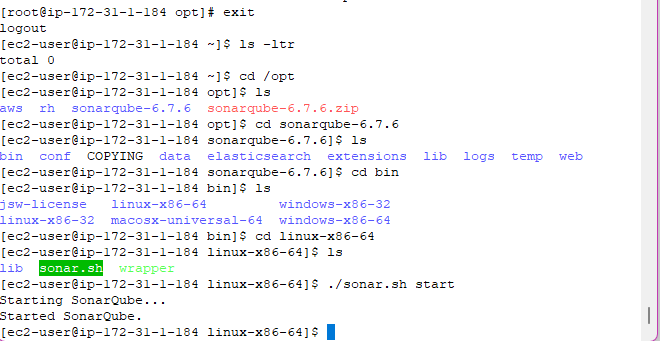 [root@ip-172-31-1-184 opt]# exit
logout
[ec2-user@ip-172-31-1-184 ~]$ ls -ltr
total 0
[ec2-user@ip-172-31-1-184 ~]$ cd /opt
[ec2-user@ip-172-31-1-184 opt]$ ls
aws  rh  sonarqube-6.7.6  sonarqube-6.7.6.zip
[ec2-user@ip-172-31-1-184 opt]$ cd sonarqube-6.7.6
[ec2-user@ip-172-31-1-184 sonarqube-6.7.6]$ ls
bin  conf  COPYING  data  elasticsearch  extensions  lib  logs  temp  web
[ec2-user@ip-172-31-1-184 sonarqube-6.7.6]$ cd bin
[ec2-user@ip-172-31-1-184 bin]$ ls
jsw-license   linux-x86-64         windows-x86-32
linux-x86-32  macosx-universal-64  windows-x86-64
[ec2-user@ip-172-31-1-184 bin]$ cd linux-x86-64
[ec2-user@ip-172-31-1-184 linux-x86-64]$ ls
lib  sonar.sh  wrapper
[ec2-user@ip-172-31-1-184 linux-x86-64]$ ./sonar.sh start
Starting SonarQube...
Started SonarQube.
[ec2-user@ip-172-31-1-184 linux-x86-64]$